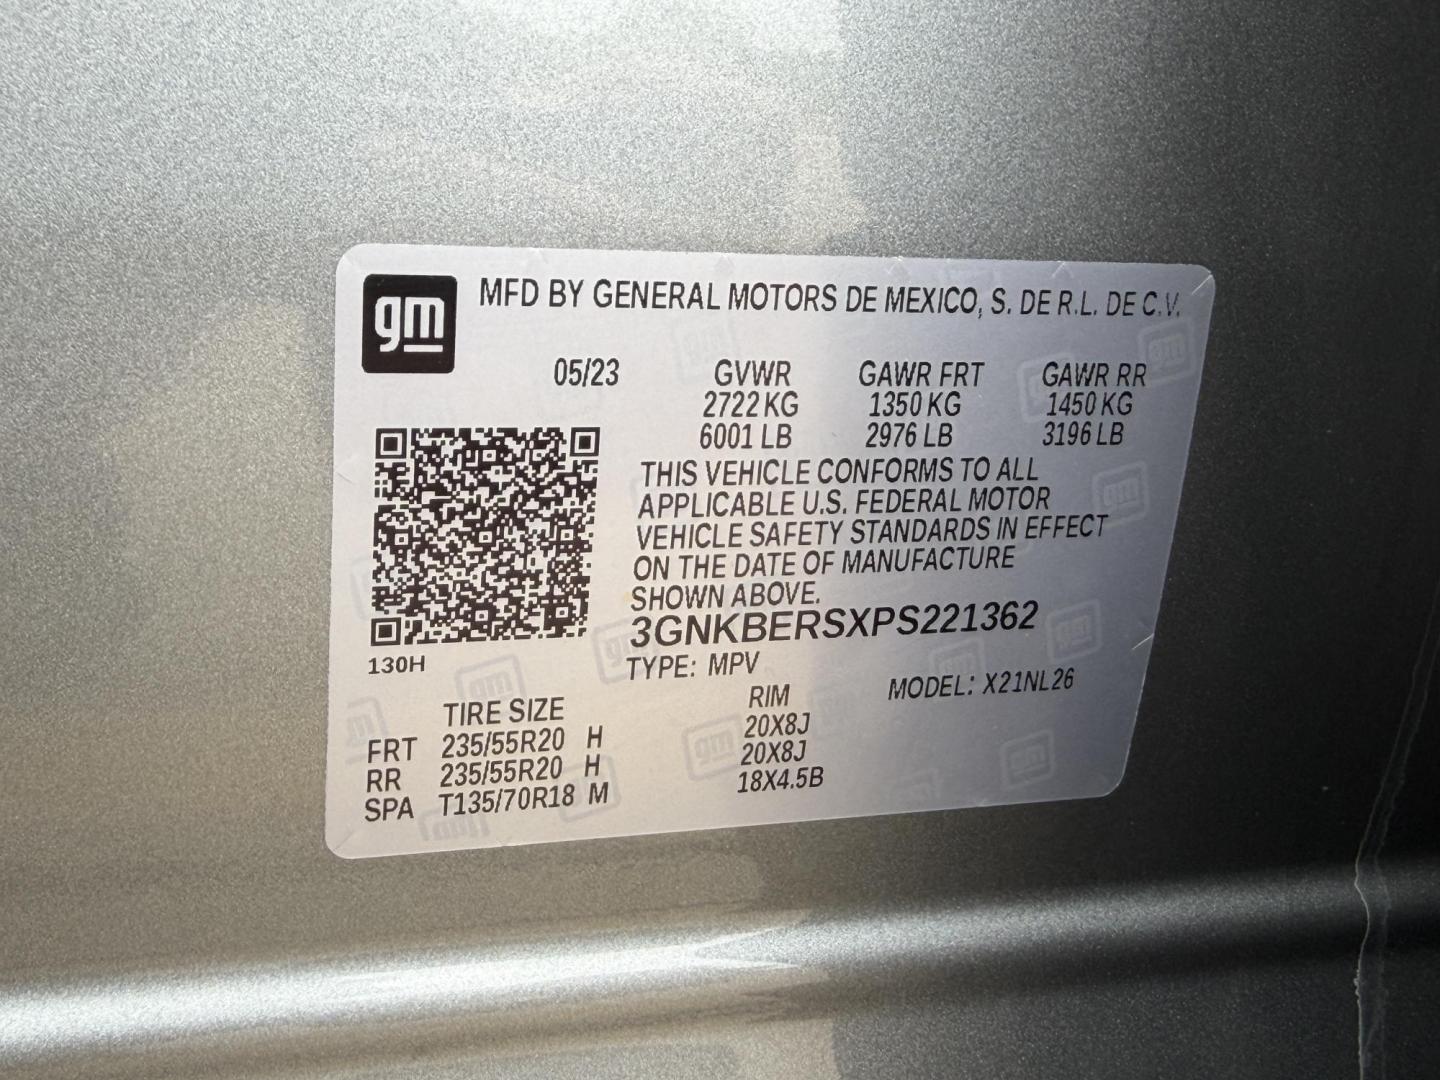 gm
MFD BY GENERAL MOTORS DE MEXICO, S. DE R.L. DE C.V.
05/23 GVWR GAWR FRT GAWR RR
2722 KG 1350 KG 1450 KG
6001 LB 2976 LB 3196 LB
THIS VEHICLE CONFORMS TO ALL
APPLICABLE U.S. FEDERAL MOTOR
VEHICLE SAFETY STANDARDS IN EFFECT
ON THE DATE OF MANUFACTURE
SHOWN ABOVE.
3GNKBERSXPS221362
130H
TYPE: MPV MODEL: X21NL26
TIRE SIZE RIM
FRT 235/55R20 H 20X8J
RR 235/55R20 H 20X8J
SPA T135/70R18 M 18X4.5B